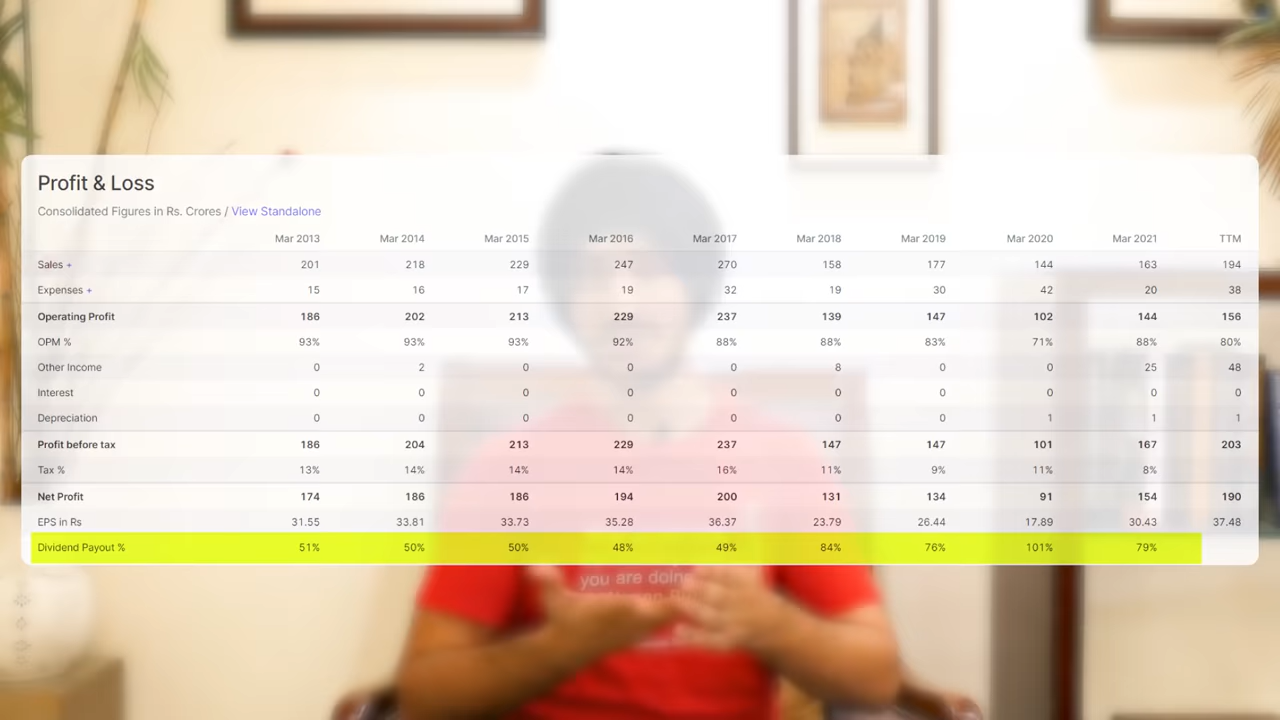 Profit & Loss
Consolidated Figures in Rs. Crores / View Standalone
Mar 2013 Mar 2014 Mar 2015 Mar 2016 Mar 2017 Mar 2018 Mar 2019 Mar 2020 Mar 2021 TTM
Sales + 201 218 229 247 270 158 177 144 163 194
Expenses + 15 16 17 19 32 19 30 42 20 38
Operating Profit 186 202 213 229 237 139 147 102 144 156
OPM % 93% 93% 93% 92% 88% 88% 83% 71% 88% 80%
Other Income 0 2 0 0 0 8 0 0 25 48
Interest 0 0 0 0 0 0 0 0 0 0
Depreciation 0 0 0 0 0 0 0 1 1 1
Profit before tax 186 204 213 229 237 147 147 101 167 203
Tax % 13% 14% 14% 14% 16% 11% 9% 11% 8%
Net Profit 174 186 186 194 200 131 134 91 154 190
EPS in Rs 31.55 33.81 33.73 35.28 36.37 23.79 26.44 17.89 30.43 37.48
Dividend Payout % 51% 50% 50% 48% 49% 84% 76% 101% 79%
you are doing